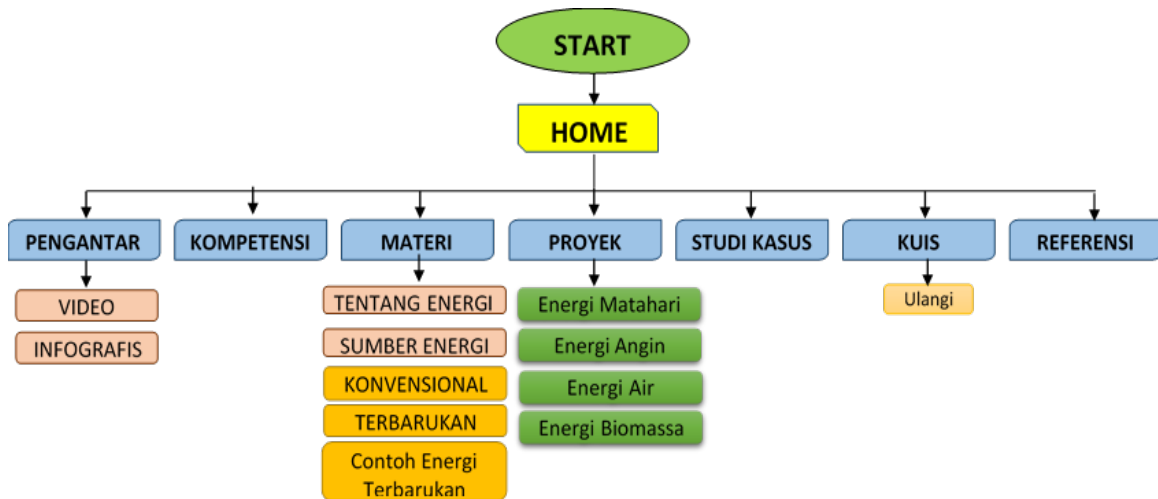 START
HOME
PENGANTAR
KOMPETENSI
MATERI
PROYEK
STUDI KASUS
KUIS
REFERENSI
VIDEO
INFOGRAFIS
TENTANG ENERGI
SUMBER ENERGI
KONVENSIONAL
TERBARUKAN
Contoh Energi
Terbarukan
Energi Matahari
Energi Angin
Energi Air
Energi Biomassa
Ulangi